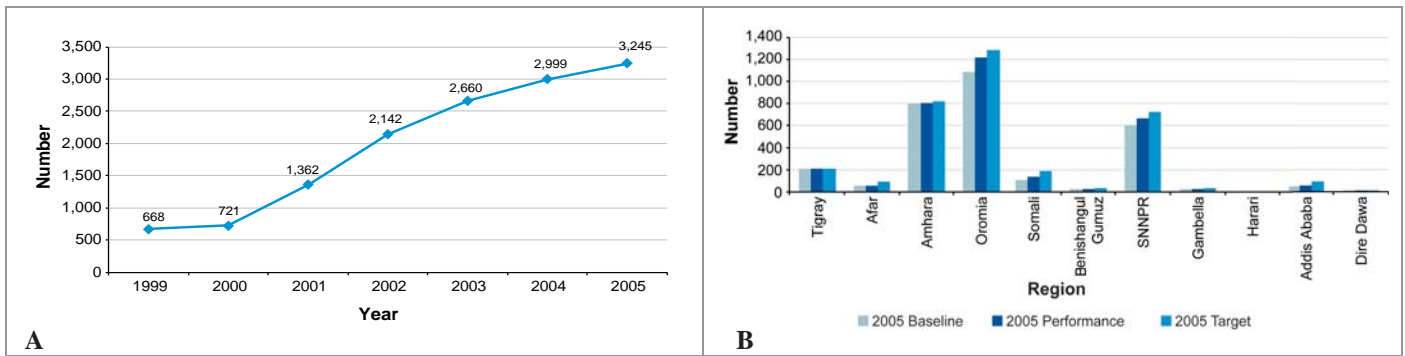 3,500
3,000
2,500
2,000
1,500
1,000
500
0
Number
668
721
1,362
2,142
2,660
2,999
3,245
1999 2000 2001 2002 2003 2004 2005
Year
A
1,400
1,200
1,000
800
600
400
200
0
Number
Tigray
Afar
Amhara
Oromia
Somali
Benishangul
Gumuz
SNNPR
Gambella
Harari
Addis Ababa
Dire Dawa
Region
2005 Baseline 2005 Performance 2005 Target
B